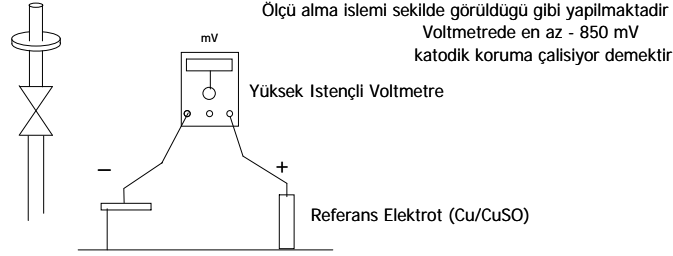 Ölçü alma islemi sekilde görüldügü gibi yapilmaktadir
Voltmetrede en az - 850 mV
katodik koruma çalisiyor demektir
mV
Yüksek Istençli Voltmetre
− +
Referans Elektrot (Cu/CuSO)